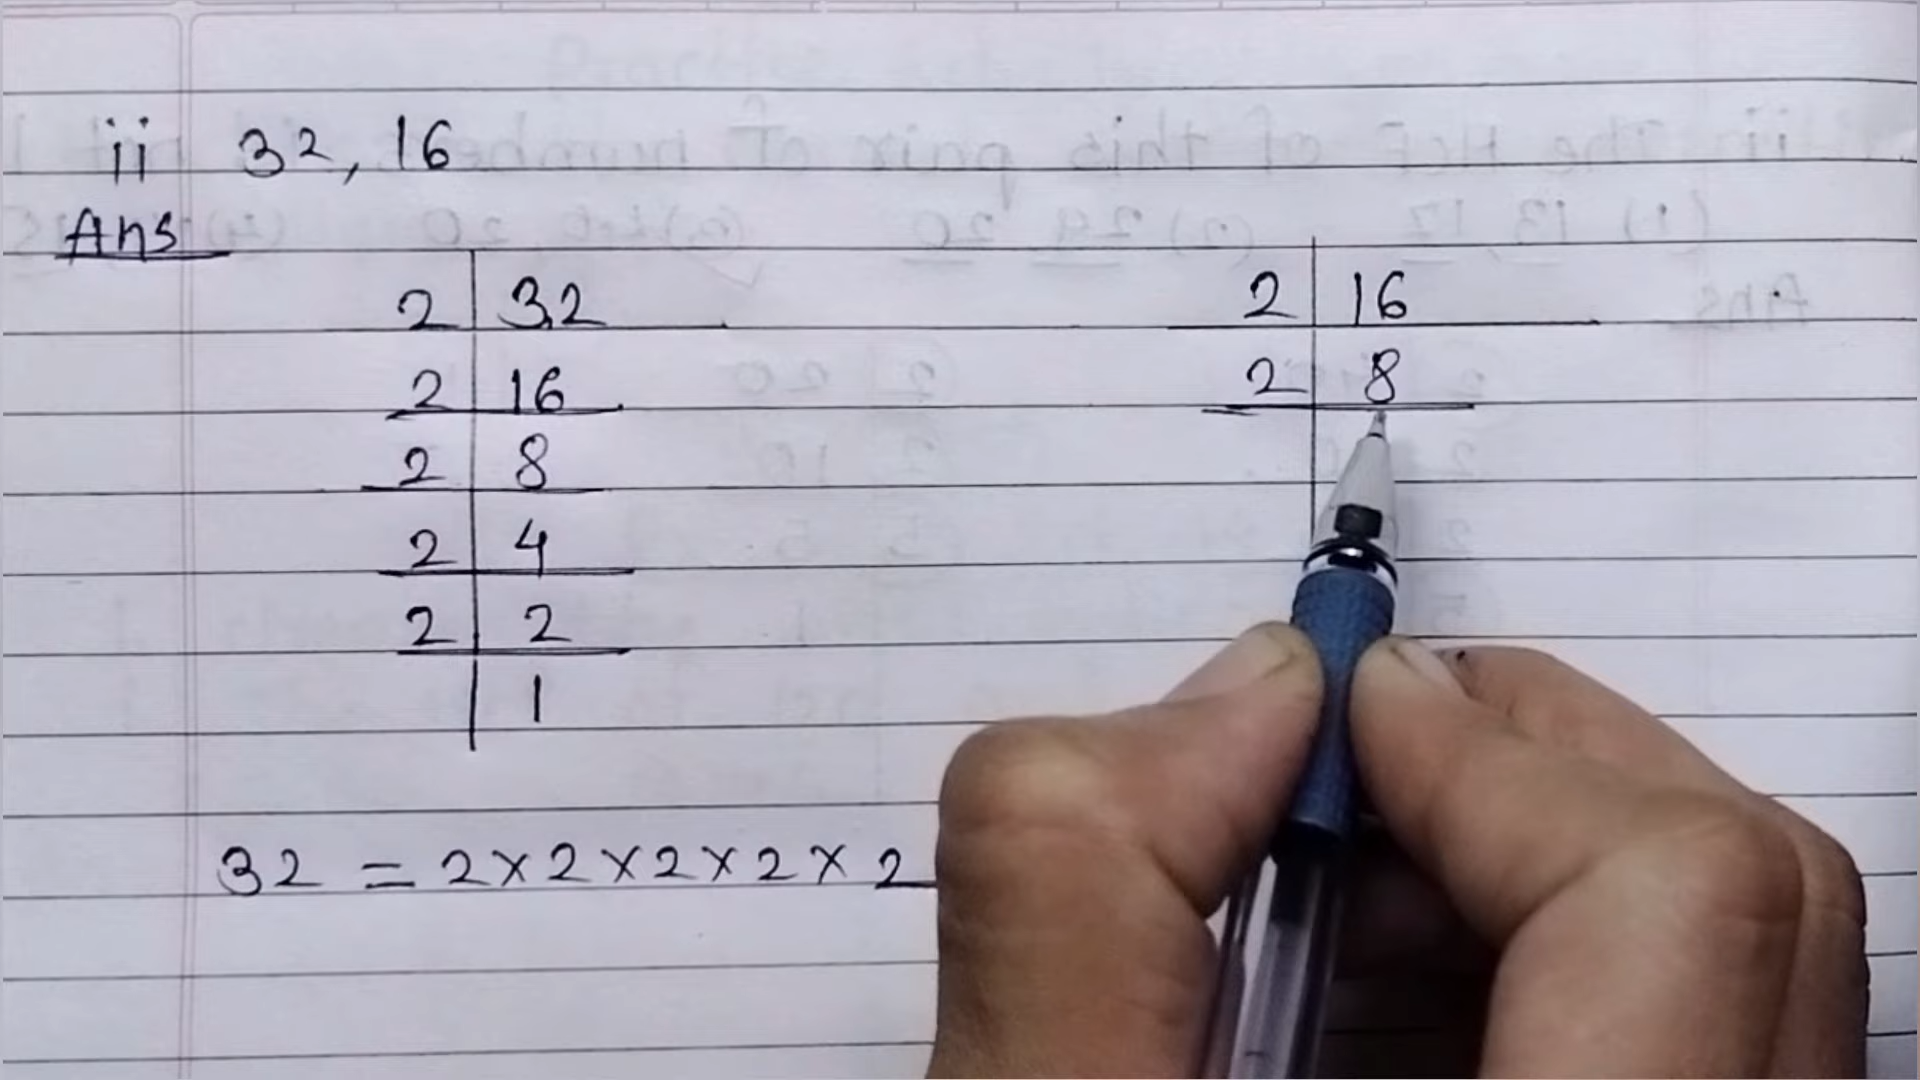 ii 32, 16
Ans
2 | 32 2 | 16
2 | 16 2 | 8
2 | 8
2 | 4
2 | 2
| 1
32 = 2 × 2 × 2 × 2 × 2